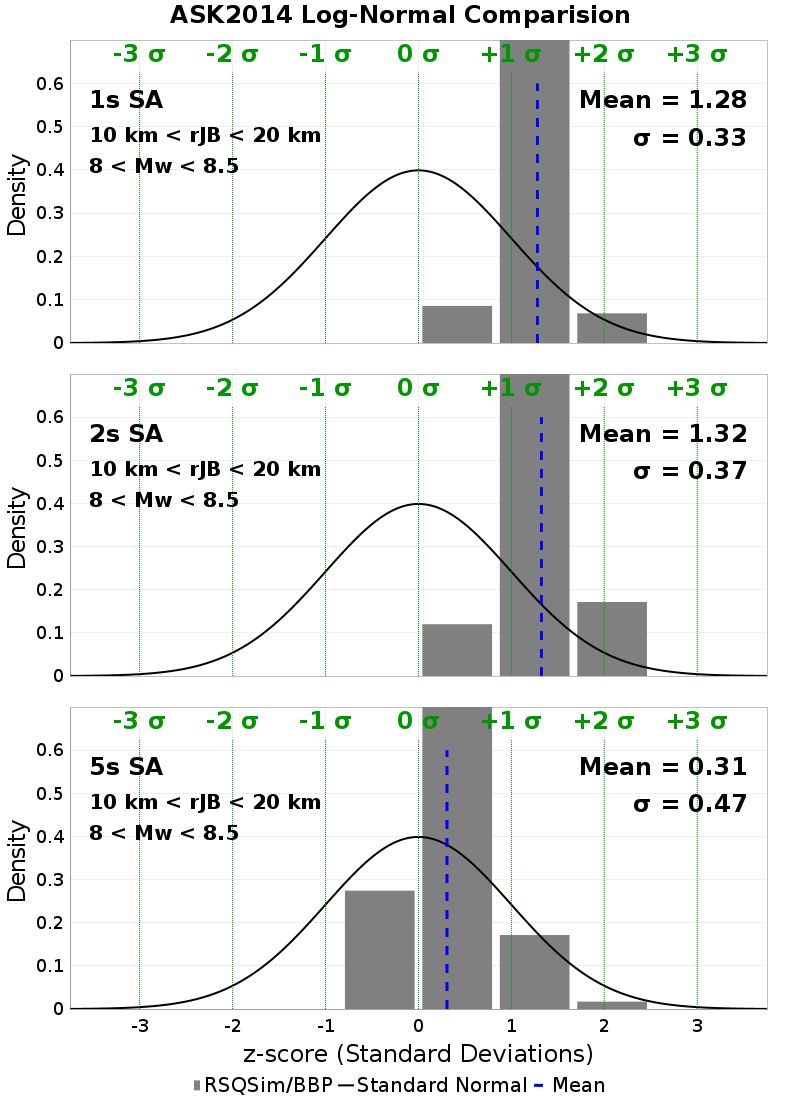 ASK2014 Log-Normal Comparision
-3 σ -2 σ -1 σ 0 σ +1 σ +2 σ +3 σ
1s SA
10 km < rJB < 20 km
8 < Mw < 8.5
Mean = 1.28
σ = 0.33
Density
0.6
0.5
0.4
0.3
0.2
0.1
0
-3 σ -2 σ -1 σ 0 σ +1 σ +2 σ +3 σ
2s SA
10 km < rJB < 20 km
8 < Mw < 8.5
Mean = 1.32
σ = 0.37
Density
0.6
0.5
0.4
0.3
0.2
0.1
0
-3 σ -2 σ -1 σ 0 σ +1 σ +2 σ +3 σ
5s SA
10 km < rJB < 20 km
8 < Mw < 8.5
Mean = 0.31
σ = 0.47
Density
0.6
0.5
0.4
0.3
0.2
0.1
0
-3 -2 -1 0 1 2 3
z-score (Standard Deviations)
RSQSim/BBP Standard Normal Mean